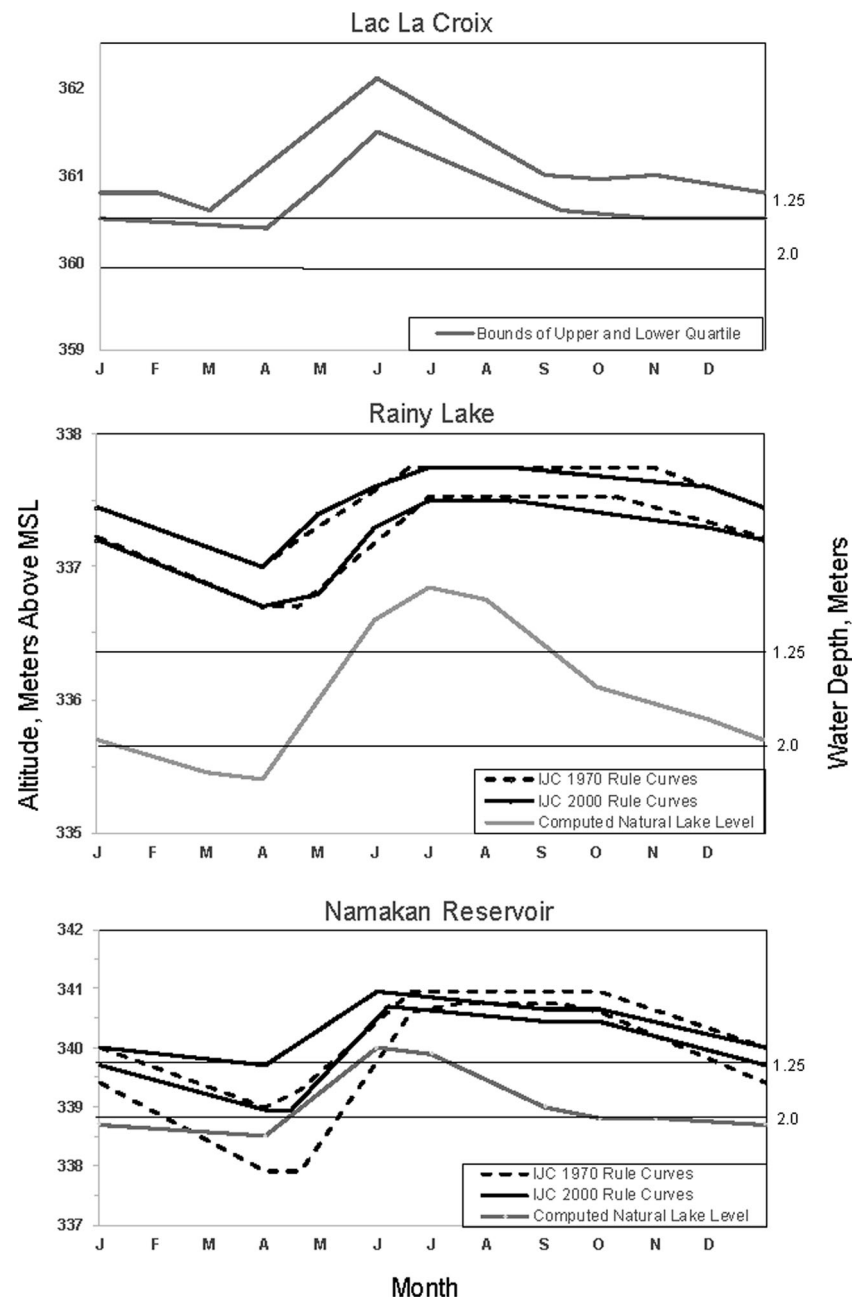 Lac La Croix
362
361
360
359
1.25
2.0
Bounds of Upper and Lower Quartile
J F M A M J J A S O N D
Rainy Lake
338
337
336
335
1.25
2.0
IJC 1970 Rule Curves
IJC 2000 Rule Curves
Computed Natural Lake Level
J F M A M J J A S O N D
Altitude, Meters Above MSL
Water Depth, Meters
Namakan Reservoir
342
341
340
339
338
337
1.25
2.0
IJC 1970 Rule Curves
IJC 2000 Rule Curves
Computed Natural Lake Level
J F M A M J J A S O N D
Month